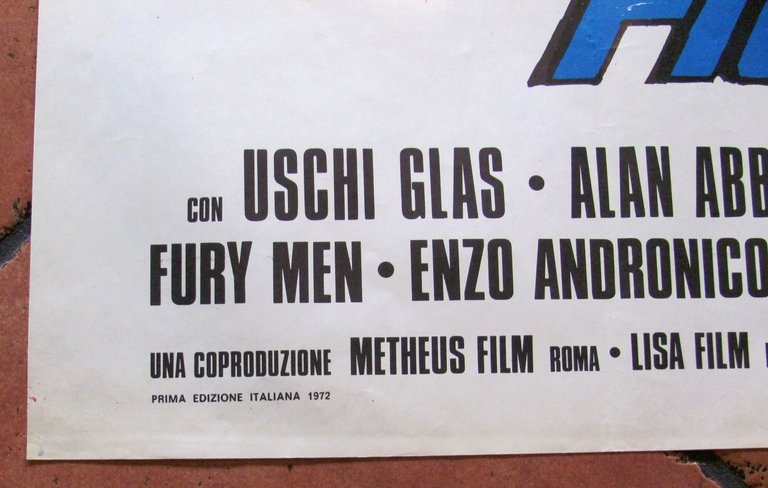 CON USCHI GLAS • ALAN ABB
FURY MEN • ENZO ANDRONICO
UNA COPRODUZIONE METHEUS FILM ROMA • LISA FILM
PRIMA EDIZIONE ITALIANA 1972